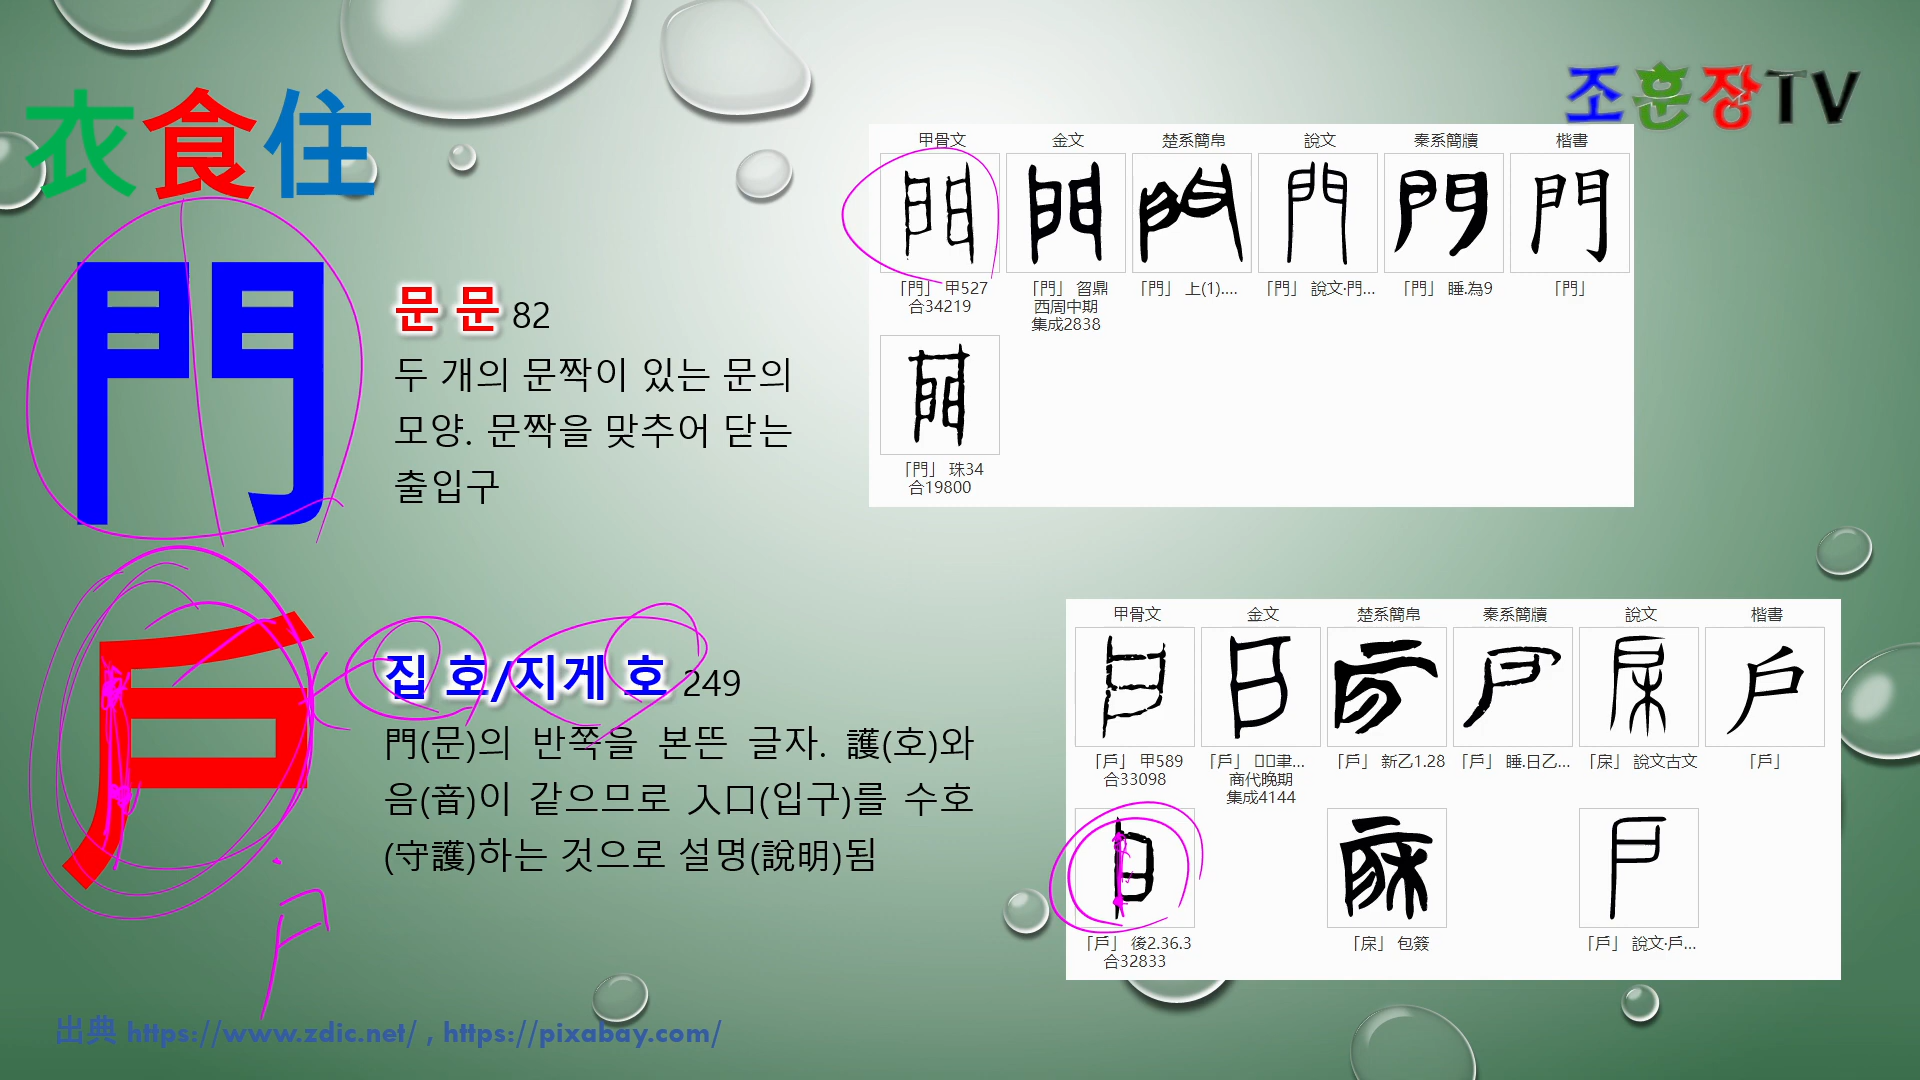 衣食住
조훈장TV
門
문 문 82
두 개의 문짝이 있는 문의
모양. 문짝을 맞추어 닫는
출입구
甲骨文 金文 楚系簡帛 說文 秦系簡牘 楷書
「門」 甲527 「門」 曶鼎 「門」 上(1).... 「門」 說文·門... 「門」 睡.為9 「門」
合34219 西周中期
集成2838
「門」 珠34
合19800
戶
집 호/지게 호 249
門(문)의 반쪽을 본뜬 글자. 護(호)와
음(音)이 같으므로 入口(입구)를 수호
(守護)하는 것으로 설명(說明)됨
甲骨文 金文 楚系簡帛 秦系簡牘 說文 楷書
「戶」 甲589 「戶」 □□聿... 「戶」 新乙1.28 「戶」 睡.日乙... 「㦿」 說文古文 「戶」
合33098 商代晚期
集成4144
「戶」 後2.36.3 「㦿」 包簽 「戶」 說文·戶...
合32833
戶
出典 https://www.zdic.net/ , https://pixabay.com/